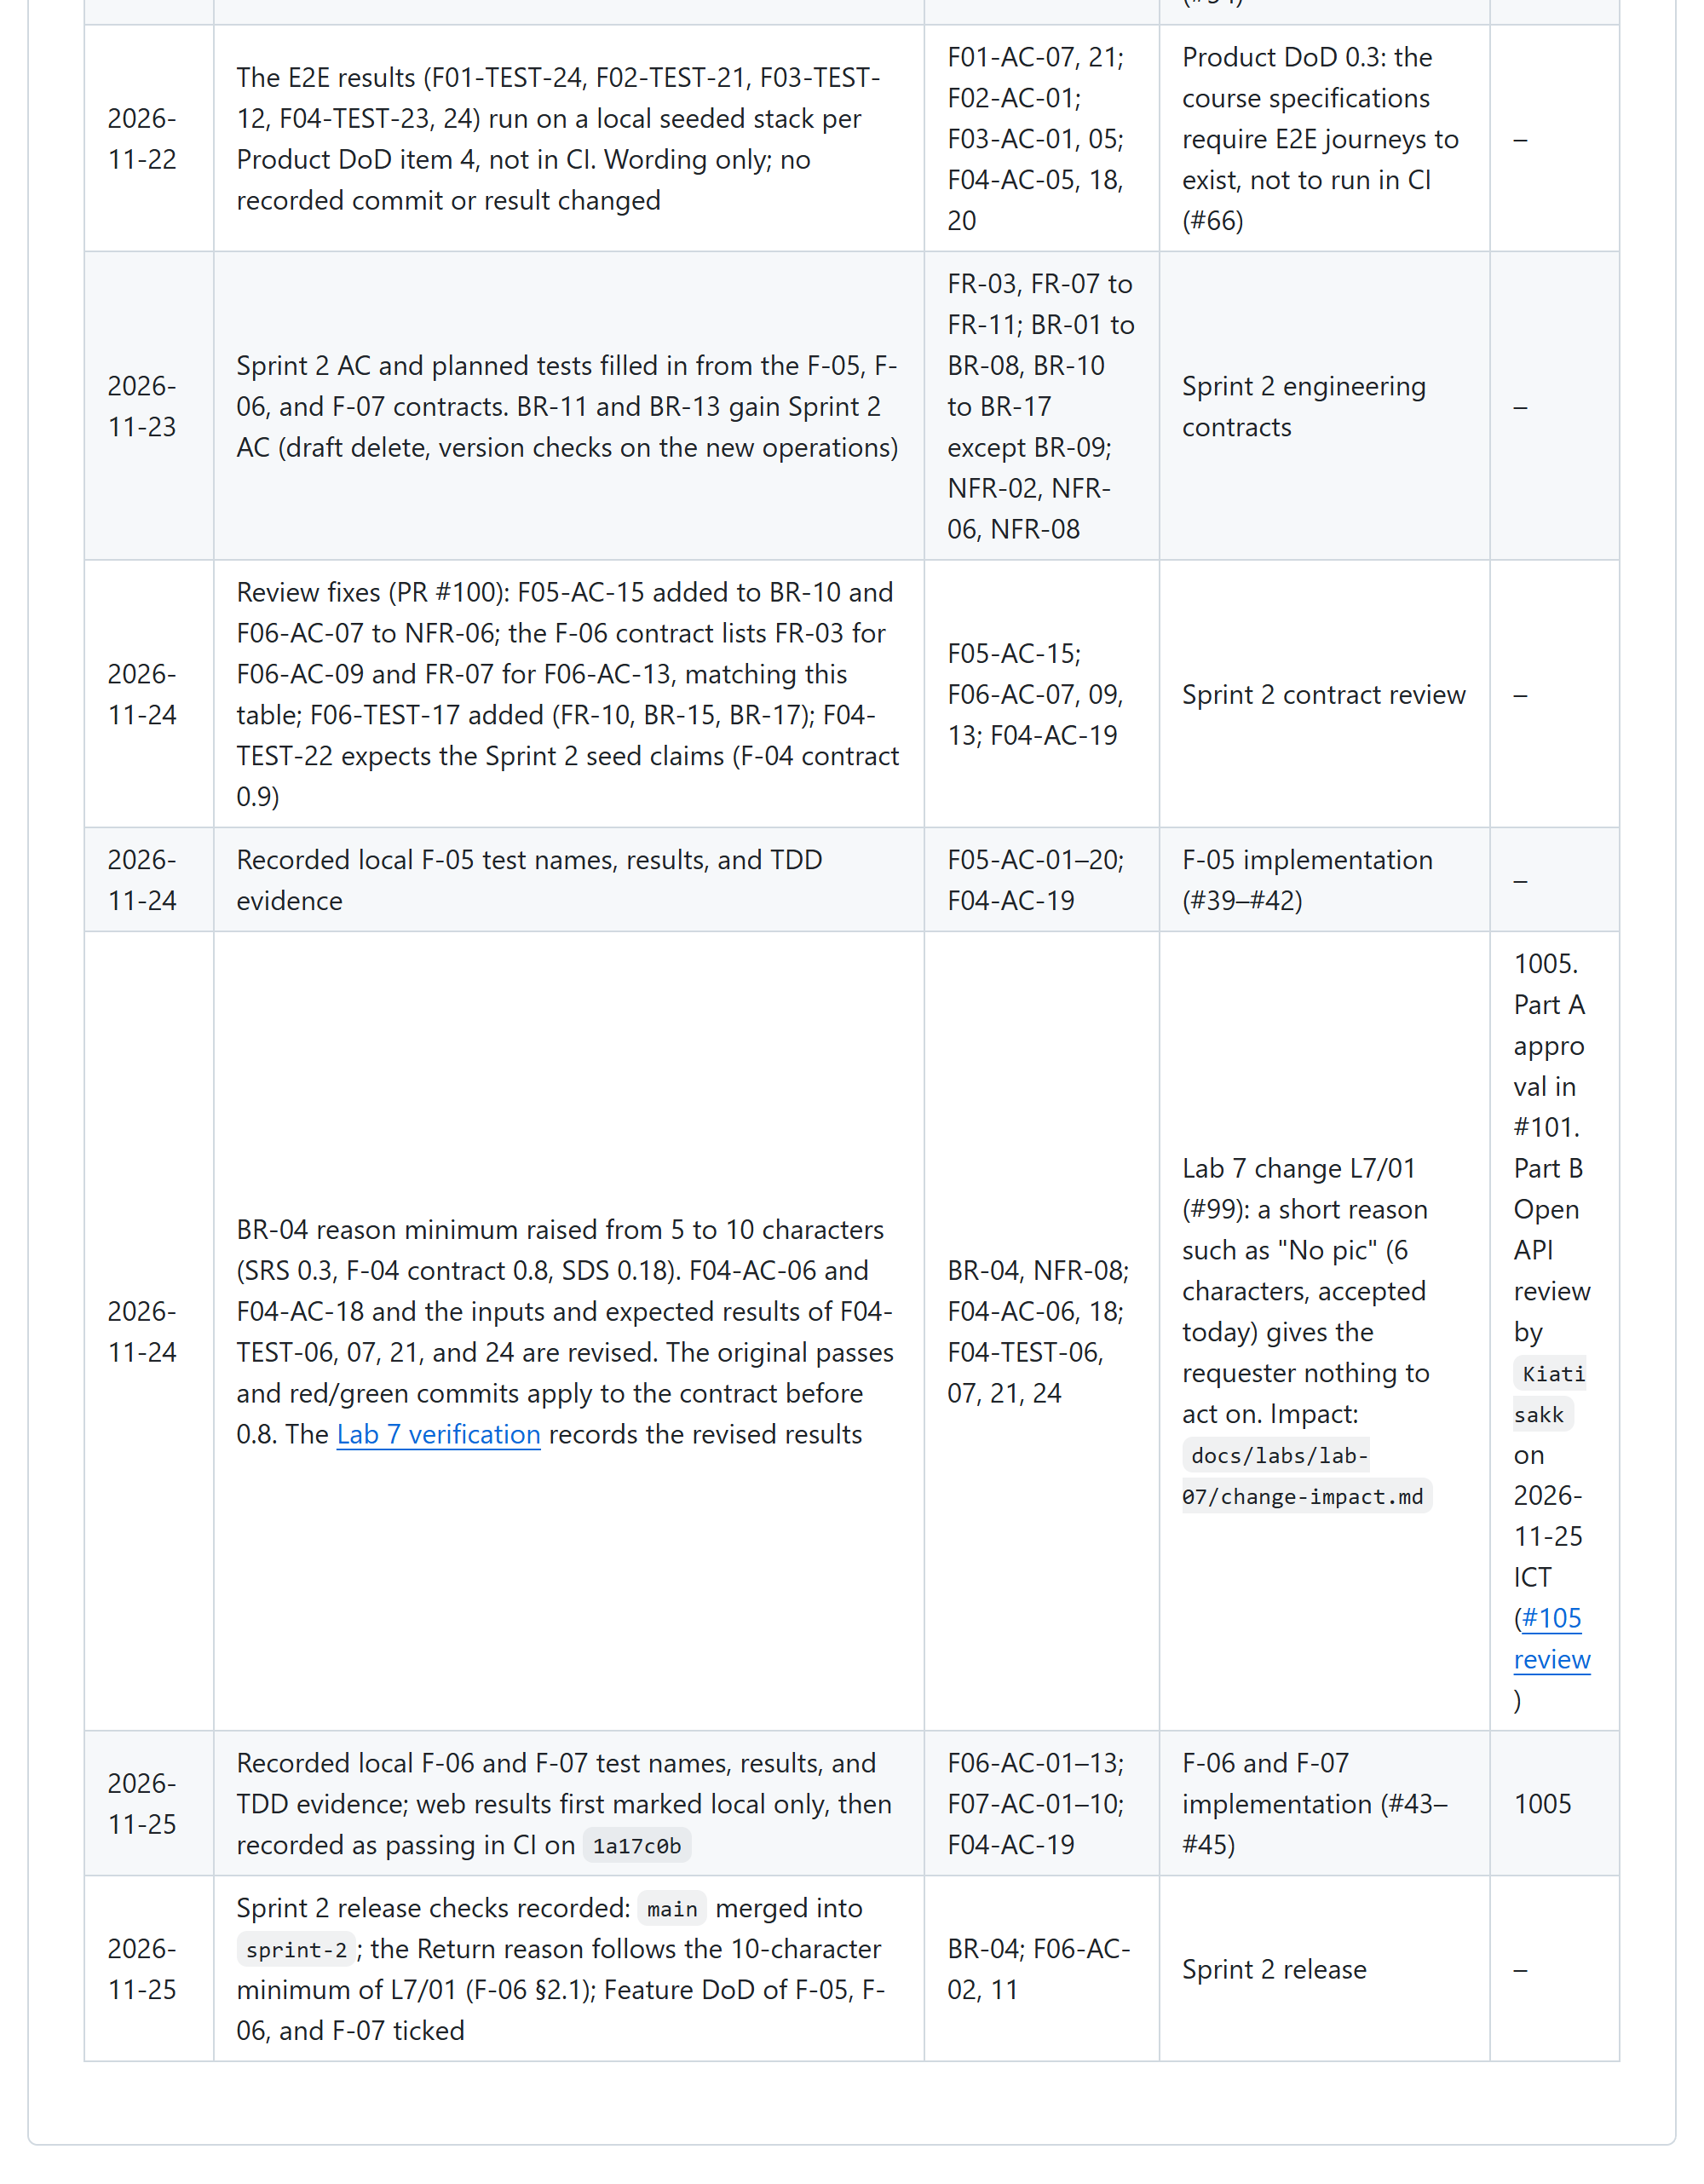 2026-
11-22
The E2E results (F01-TEST-24, F02-TEST-21, F03-TEST-
12, F04-TEST-23, 24) run on a local seeded stack per
Product DoD item 4, not in CI. Wording only; no
recorded commit or result changed
F01-AC-07, 21;
F02-AC-01;
F03-AC-01, 05;
F04-AC-05, 18,
20
Product DoD 0.3: the
course specifications
require E2E journeys to
exist, not to run in CI
(#66)
–
2026-
11-23
Sprint 2 AC and planned tests filled in from the F-05, F-
06, and F-07 contracts. BR-11 and BR-13 gain Sprint 2
AC (draft delete, version checks on the new operations)
FR-03, FR-07 to
FR-11; BR-01 to
BR-08, BR-10
to BR-17
except BR-09;
NFR-02, NFR-
06, NFR-08
Sprint 2 engineering
contracts
–
2026-
11-24
Review fixes (PR #100): F05-AC-15 added to BR-10 and
F06-AC-07 to NFR-06; the F-06 contract lists FR-03 for
F06-AC-09 and FR-07 for F06-AC-13, matching this
table; F06-TEST-17 added (FR-10, BR-15, BR-17); F04-
TEST-22 expects the Sprint 2 seed claims (F-04 contract
0.9)
F05-AC-15;
F06-AC-07, 09,
13; F04-AC-19
Sprint 2 contract review
–
2026-
11-24
Recorded local F-05 test names, results, and TDD
evidence
F05-AC-01–20;
F04-AC-19
F-05 implementation
(#39–#42)
–
2026-
11-24
BR-04 reason minimum raised from 5 to 10 characters
(SRS 0.3, F-04 contract 0.8, SDS 0.18). F04-AC-06 and
F04-AC-18 and the inputs and expected results of F04-
TEST-06, 07, 21, and 24 are revised. The original passes
and red/green commits apply to the contract before
0.8. The Lab 7 verification records the revised results
BR-04, NFR-08;
F04-AC-06, 18;
F04-TEST-06,
07, 21, 24
Lab 7 change L7/01
(#99): a short reason
such as "No pic" (6
characters, accepted
today) gives the
requester nothing to
act on. Impact:
docs/labs/lab-
07/change-impact.md
1005.
Part A
appro
val in
#101.
Part B
Open
API
review
by
Kiati
sakk
on
2026-
11-25
ICT
(#105
review
)
2026-
11-25
Recorded local F-06 and F-07 test names, results, and
TDD evidence; web results first marked local only, then
recorded as passing in CI on 1a17c0b
F06-AC-01–13;
F07-AC-01–10;
F04-AC-19
F-06 and F-07
implementation (#43–
#45)
1005
2026-
11-25
Sprint 2 release checks recorded: main merged into
sprint-2; the Return reason follows the 10-character
minimum of L7/01 (F-06 §2.1); Feature DoD of F-05, F-
06, and F-07 ticked
BR-04; F06-AC-
02, 11
Sprint 2 release
–